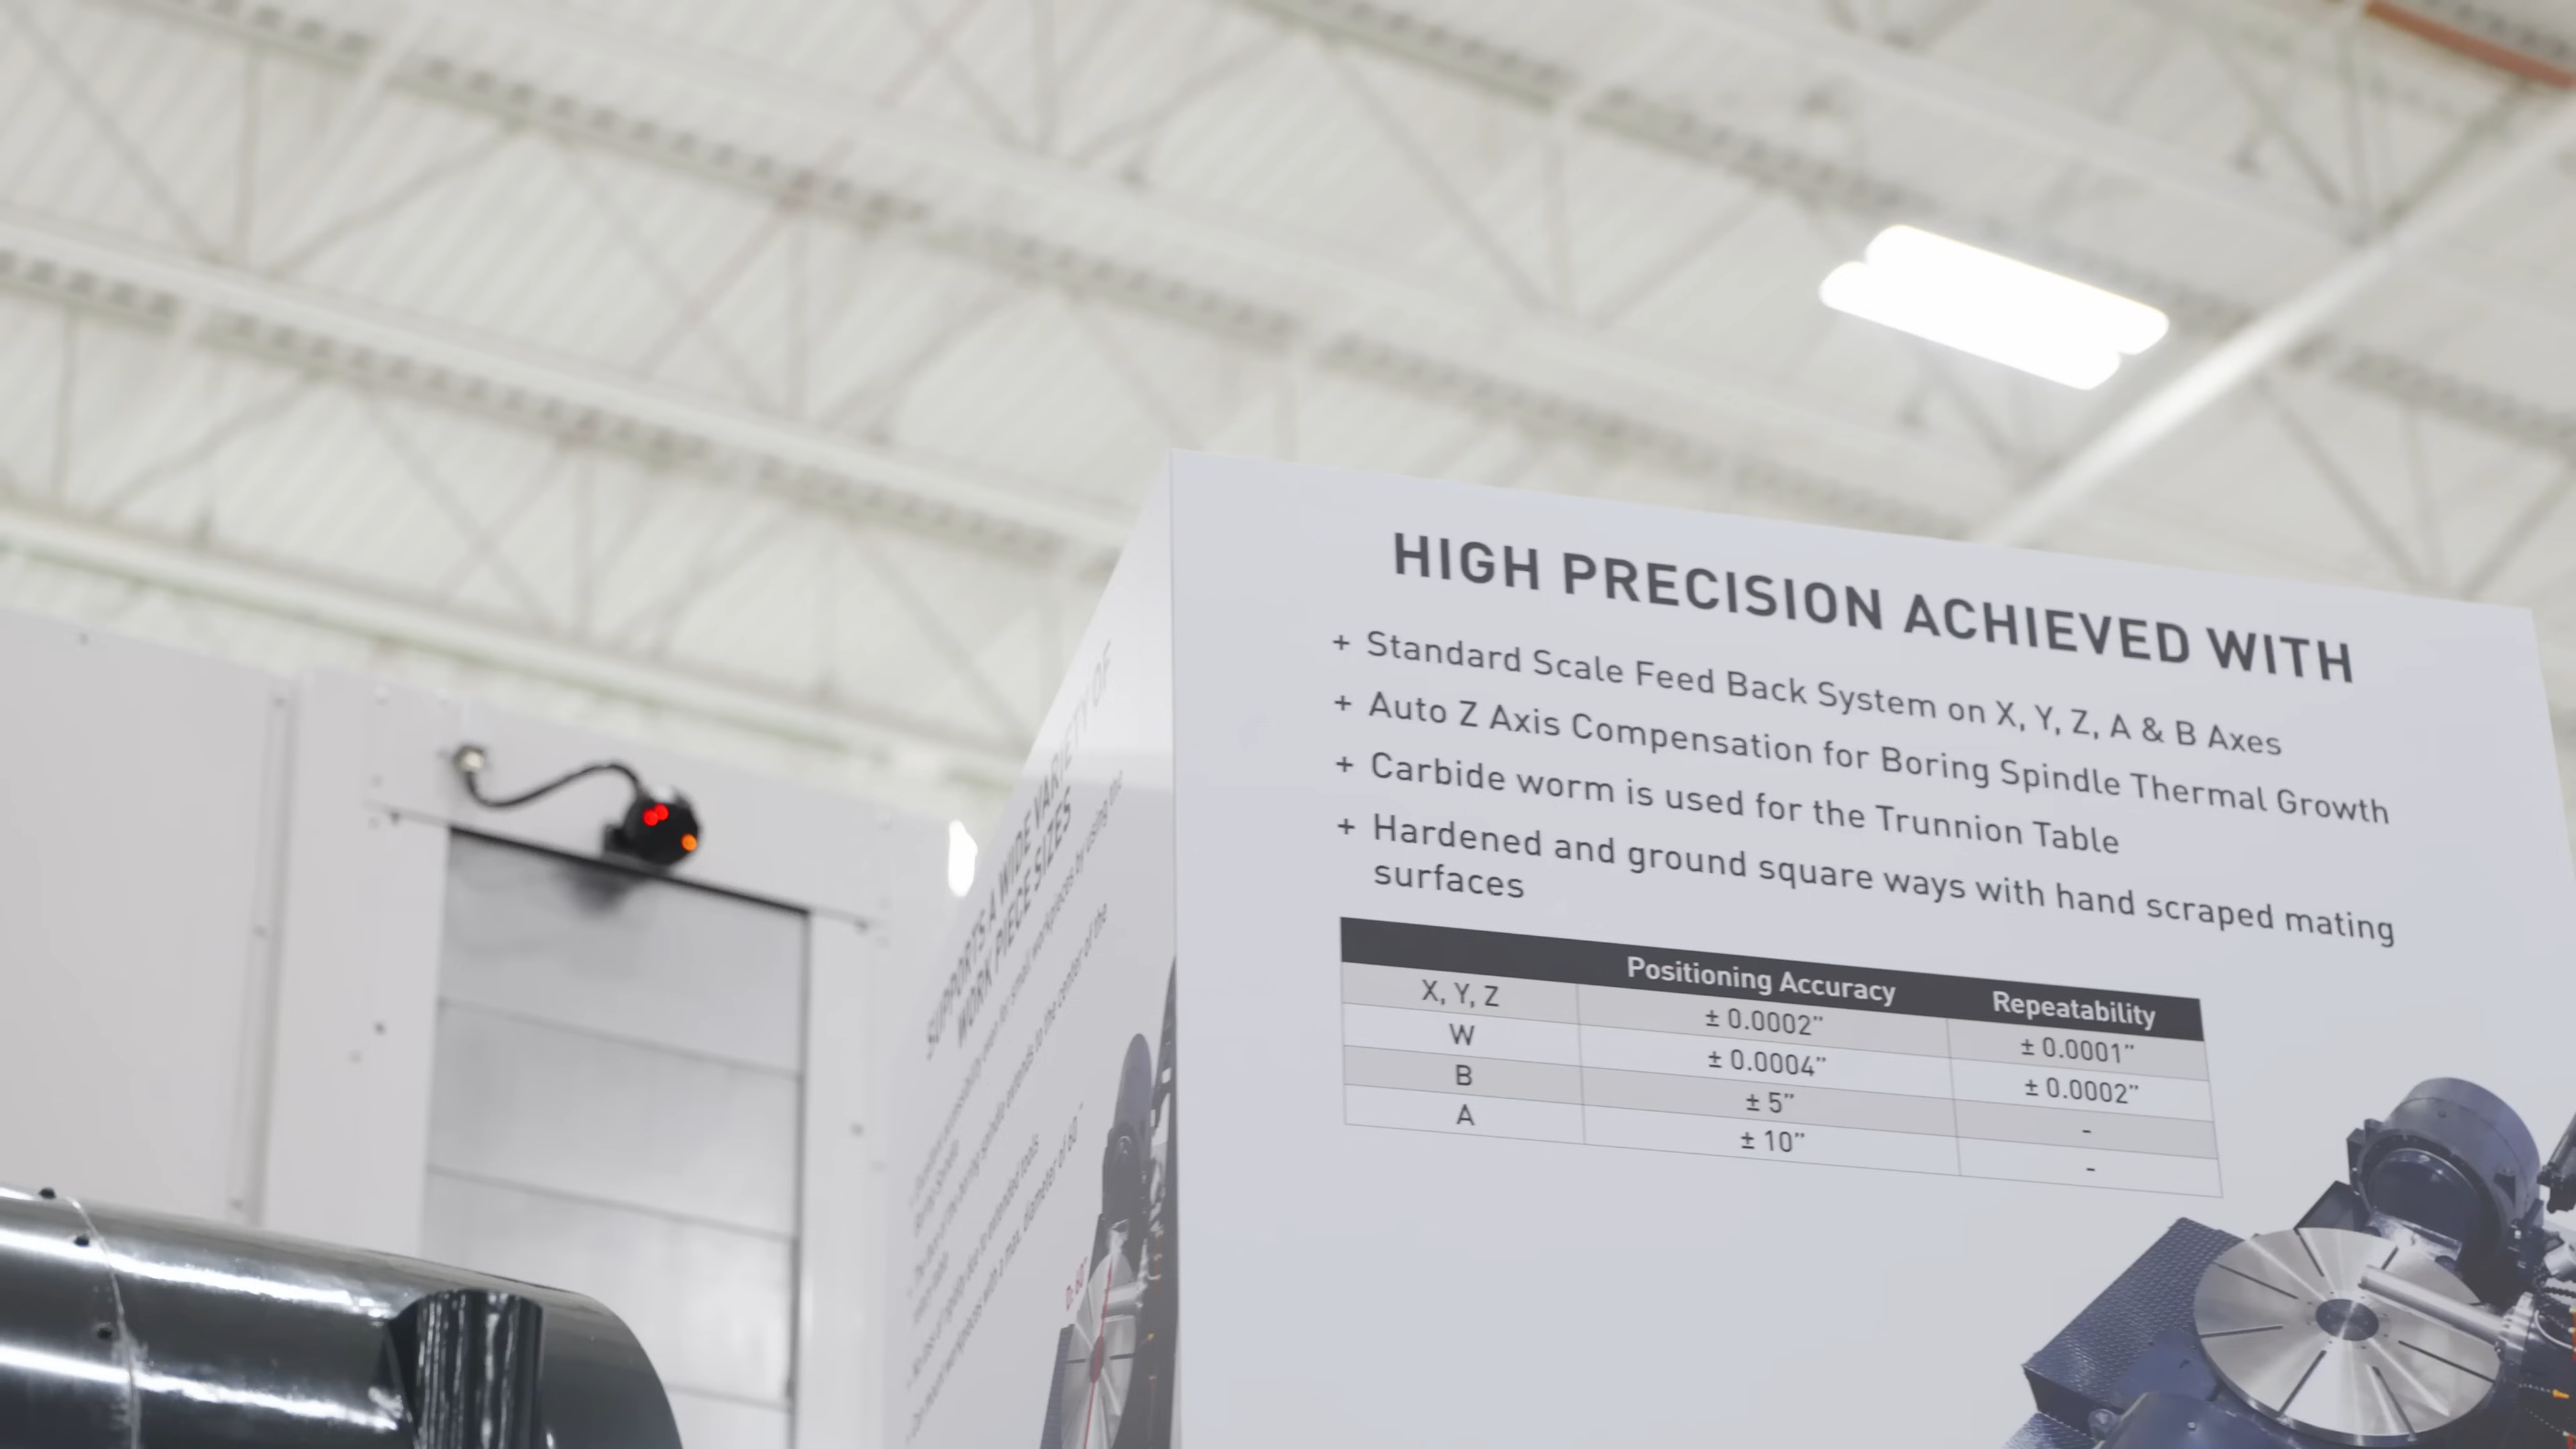 HIGH PRECISION ACHIEVED WITH
+ Standard Scale Feed Back System on X, Y, Z, A & B Axes
+ Auto Z Axis Compensation for Boring Spindle Thermal Growth
+ Carbide worm is used for the Trunnion Table
+ Hardened and ground square ways with hand scraped mating
surfaces
Positioning Accuracy Repeatability
X, Y, Z ± 0.0002” ± 0.0001”
W ± 0.0004” ± 0.0002”
B ± 5” -
A ± 10” -
SUPPORTS A WIDE VARIETY OF
WORK PIECE SIZES